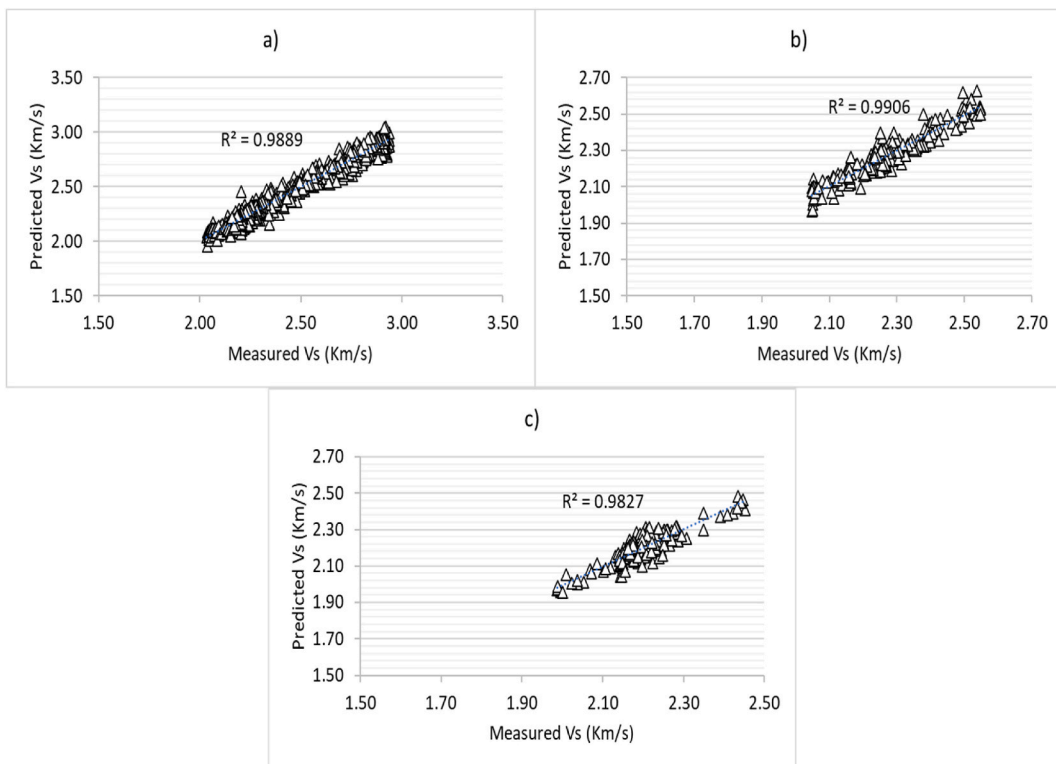 a)
3.50
3.00
2.50
2.00
1.50
Predicted Vs (Km/s)
R² = 0.9889
1.50 2.00 2.50 3.00 3.50
Measured Vs (Km/s)
b)
2.70
2.50
2.30
2.10
1.90
1.70
1.50
Predicted Vs (Km/s)
R² = 0.9906
1.50 1.70 1.90 2.10 2.30 2.50 2.70
Measured Vs (Km/s)
c)
2.70
2.50
2.30
2.10
1.90
1.70
1.50
Predicted Vs (Km/s)
R² = 0.9827
1.50 1.70 1.90 2.10 2.30 2.50
Measured Vs (Km/s)